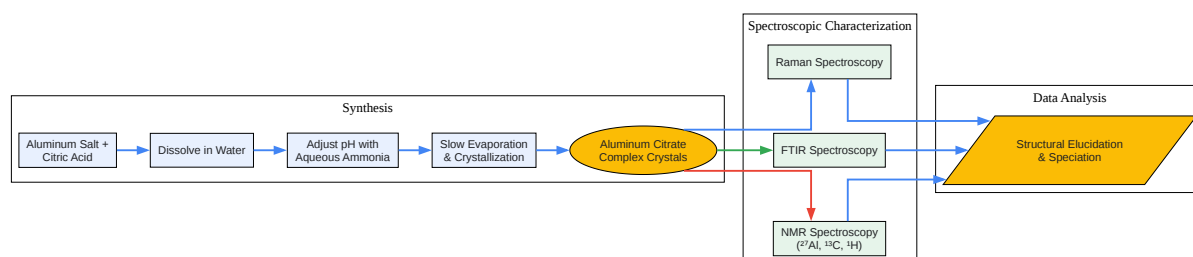 Spectroscopic Characterization
Raman Spectroscopy
Synthesis
Data Analysis
Aluminum Salt +
Citric Acid
Dissolve in Water
Adjust pH with
Aqueous Ammonia
Slow Evaporation
& Crystallization
Aluminum Citrate
Complex Crystals
FTIR Spectroscopy
Structural Elucidation
& Speciation
NMR Spectroscopy
(²⁷Al, ¹³C, ¹H)